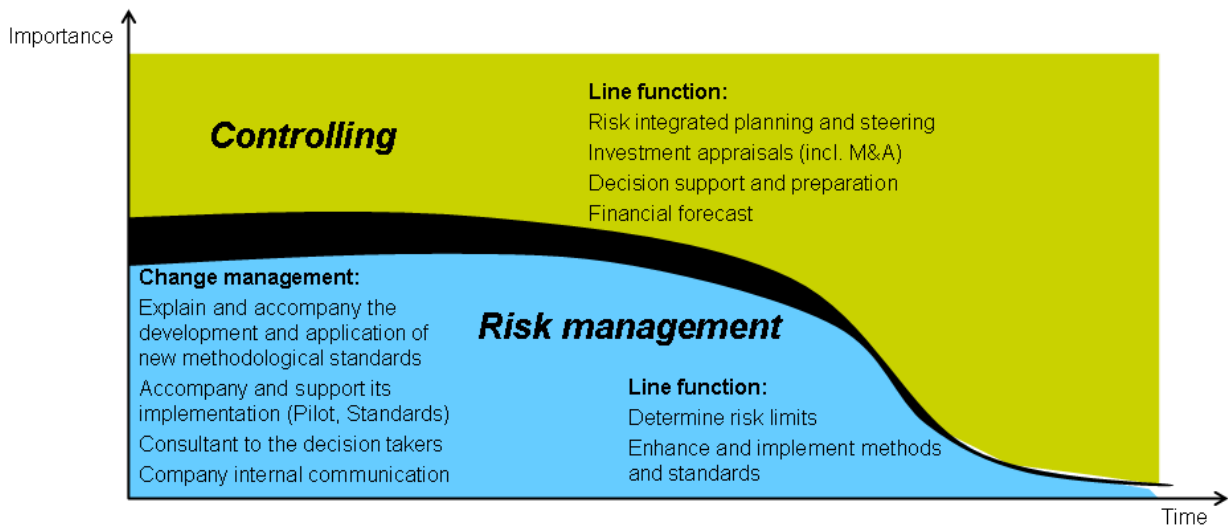 Importance
Controlling
Line function:
Risk integrated planning and steering
Investment appraisals (incl. M&A)
Decision support and preparation
Financial forecast
Change management:
Explain and accompany the
development and application of
new methodological standards
Accompany and support its
implementation (Pilot, Standards)
Consultant to the decision takers
Company internal communication
Risk management
Line function:
Determine risk limits
Enhance and implement methods
and standards
Time